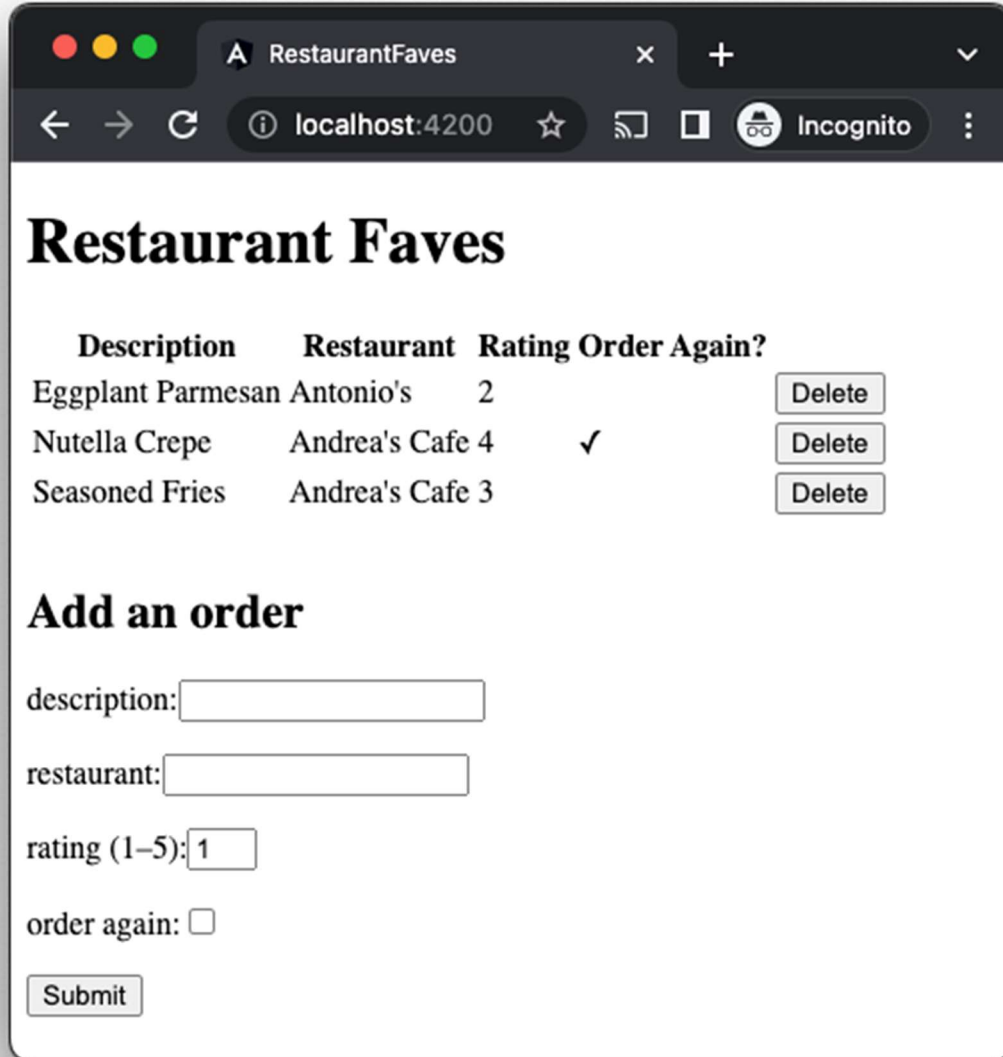 RestaurantFaves
localhost:4200 Incognito
Restaurant Faves
Description Restaurant Rating Order Again?
Eggplant Parmesan Antonio's 2 Delete
Nutella Crepe Andrea's Cafe 4 ✓ Delete
Seasoned Fries Andrea's Cafe 3 Delete
Add an order
description:
restaurant:
rating (1–5): 1
order again:
Submit